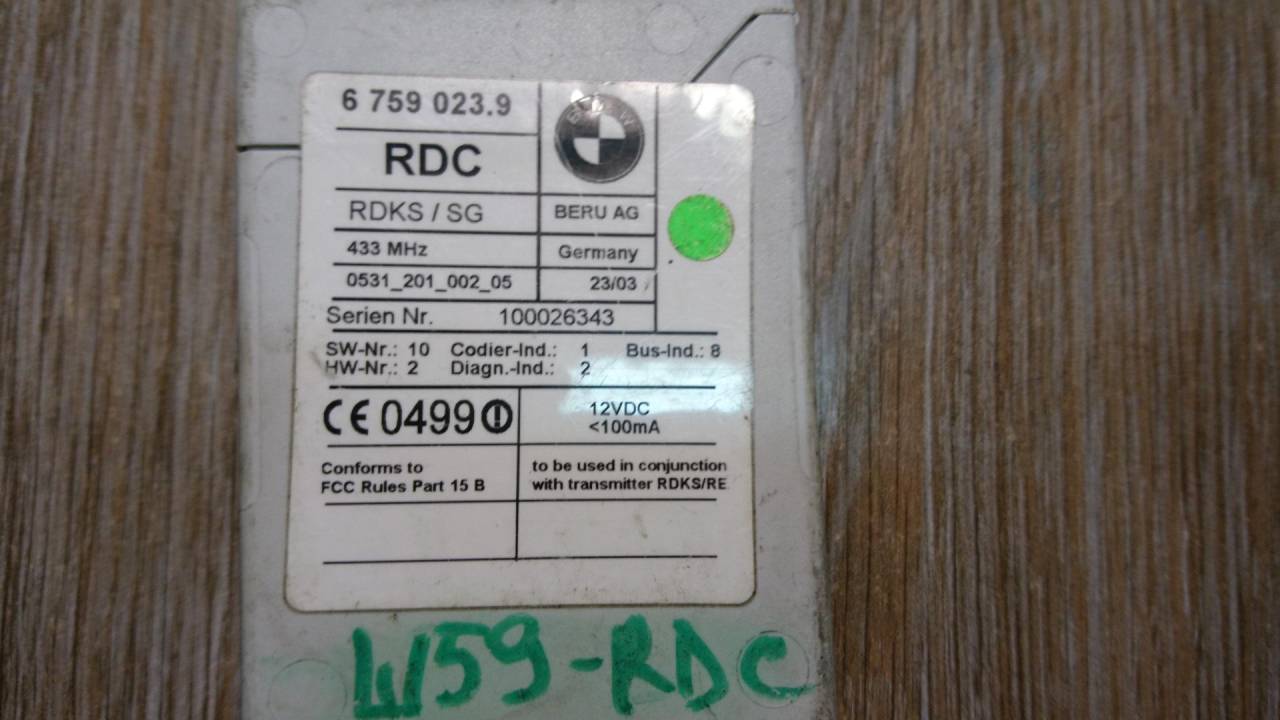 6 759 023.9
BMW
RDC
RDKS / SG
BERU AG
433 MHz
Germany
0531_201_002_05
23/03
Serien Nr. 100026343
SW-Nr.: 10 Codier-Ind.: 1 Bus-Ind.: 8
HW-Nr.: 2 Diagn.-Ind.: 2
CE 0499
12VDC
<100mA
Conforms to
FCC Rules Part 15 B
to be used in conjunction
with transmitter RDKS/RE
W59-RDC